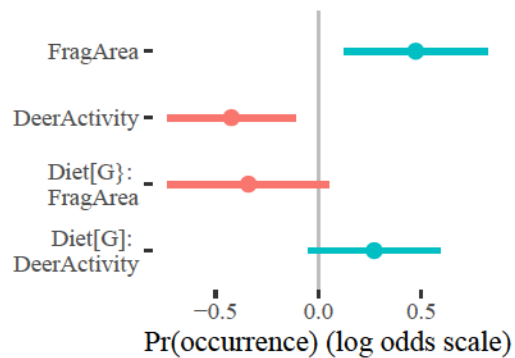 FragArea
DeerActivity
Diet[G}:
FragArea
Diet[G]:
DeerActivity
−0.5 0.0 0.5
Pr(occurrence) (log odds scale)